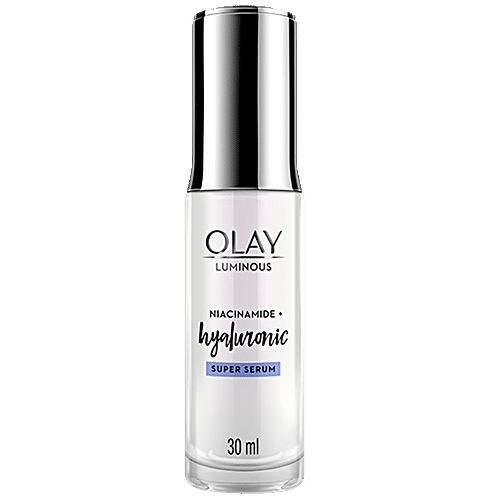 OLAY
LUMINOUS
NIACINAMIDE +
hyaluronic
SUPER SERUM
30 ml